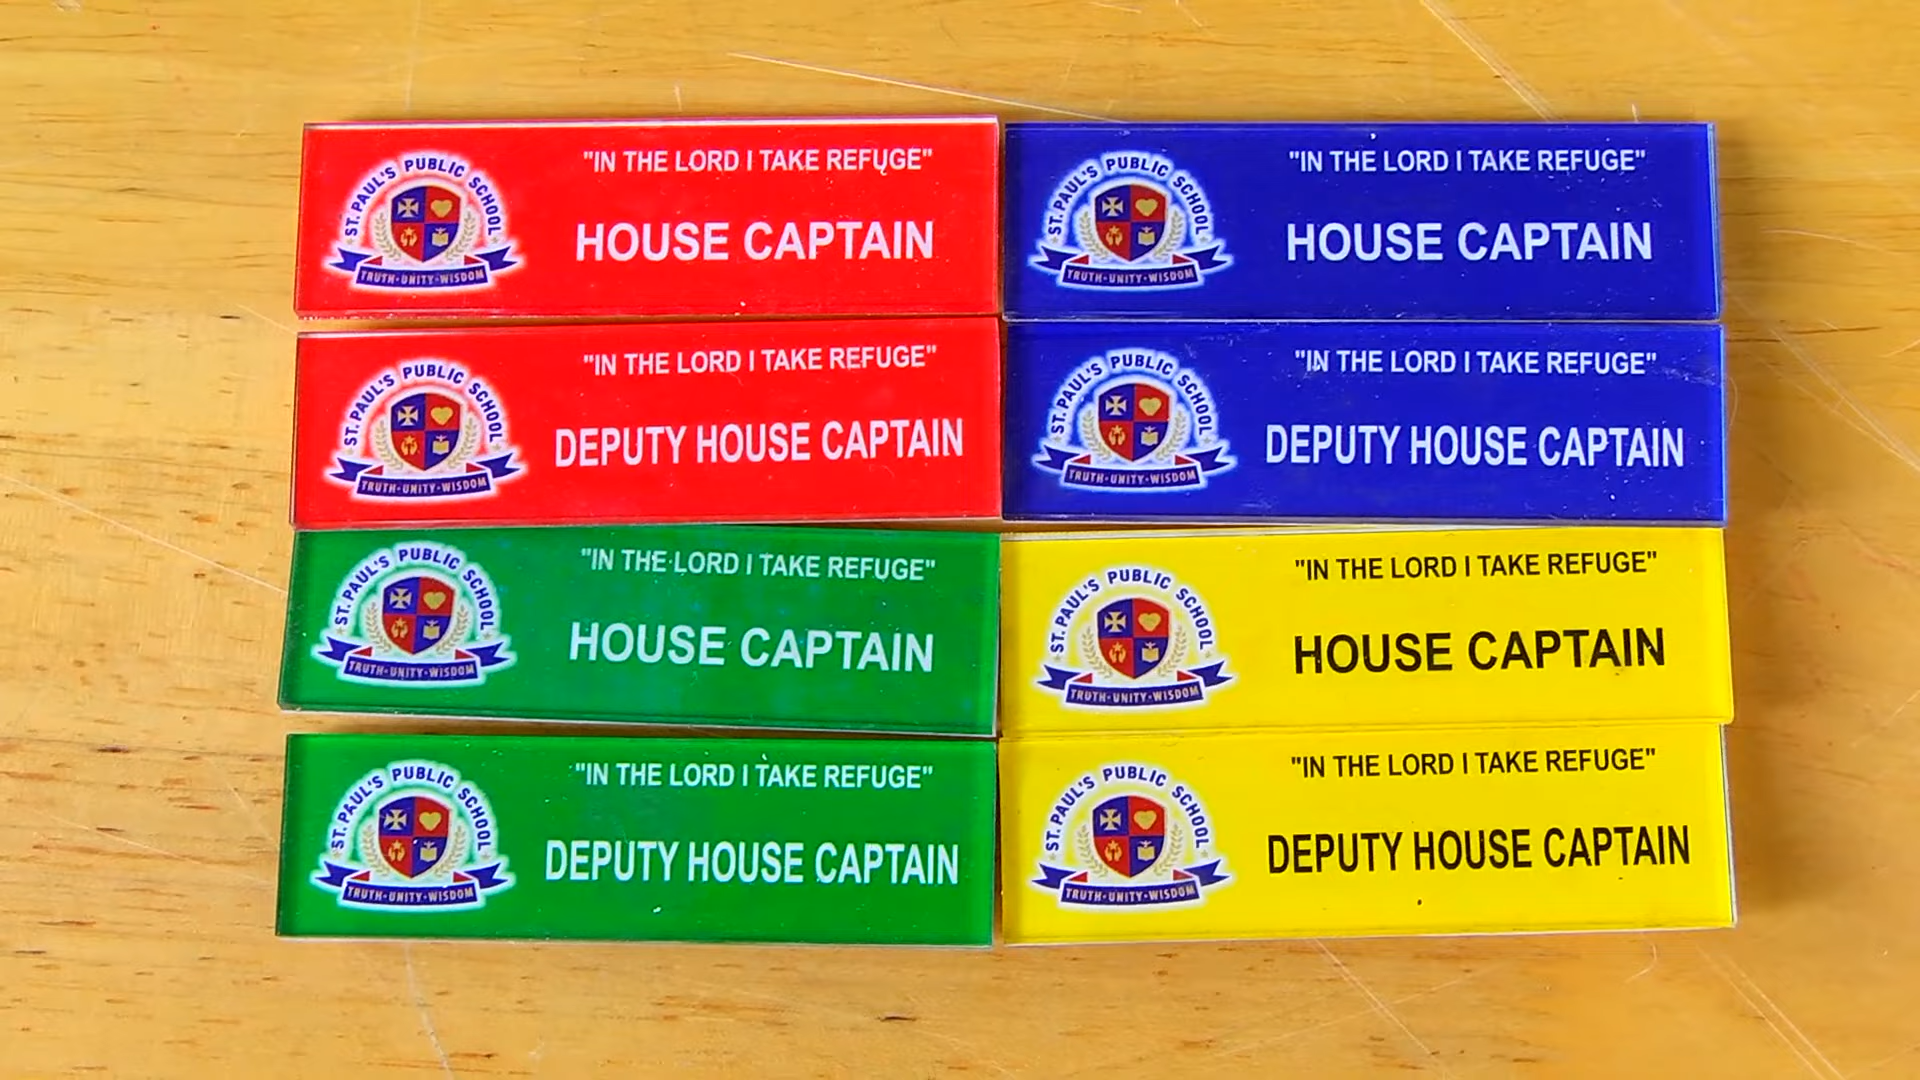 ST. PAUL'S PUBLIC SCHOOL
TRUTH-UNITY-WISDOM
"IN THE LORD I TAKE REFUGE"
HOUSE CAPTAIN
ST. PAUL'S PUBLIC SCHOOL
TRUTH-UNITY-WISDOM
"IN THE LORD I TAKE REFUGE"
HOUSE CAPTAIN
ST. PAUL'S PUBLIC SCHOOL
TRUTH-UNITY-WISDOM
"IN THE LORD I TAKE REFUGE"
DEPUTY HOUSE CAPTAIN
ST. PAUL'S PUBLIC SCHOOL
TRUTH-UNITY-WISDOM
"IN THE LORD I TAKE REFUGE"
DEPUTY HOUSE CAPTAIN
ST. PAUL'S PUBLIC SCHOOL
TRUTH-UNITY-WISDOM
"IN THE LORD I TAKE REFUGE"
HOUSE CAPTAIN
ST. PAUL'S PUBLIC SCHOOL
TRUTH-UNITY-WISDOM
"IN THE LORD I TAKE REFUGE"
HOUSE CAPTAIN
ST. PAUL'S PUBLIC SCHOOL
TRUTH-UNITY-WISDOM
"IN THE LORD I TAKE REFUGE"
DEPUTY HOUSE CAPTAIN
ST. PAUL'S PUBLIC SCHOOL
TRUTH-UNITY-WISDOM
"IN THE LORD I TAKE REFUGE"
DEPUTY HOUSE CAPTAIN